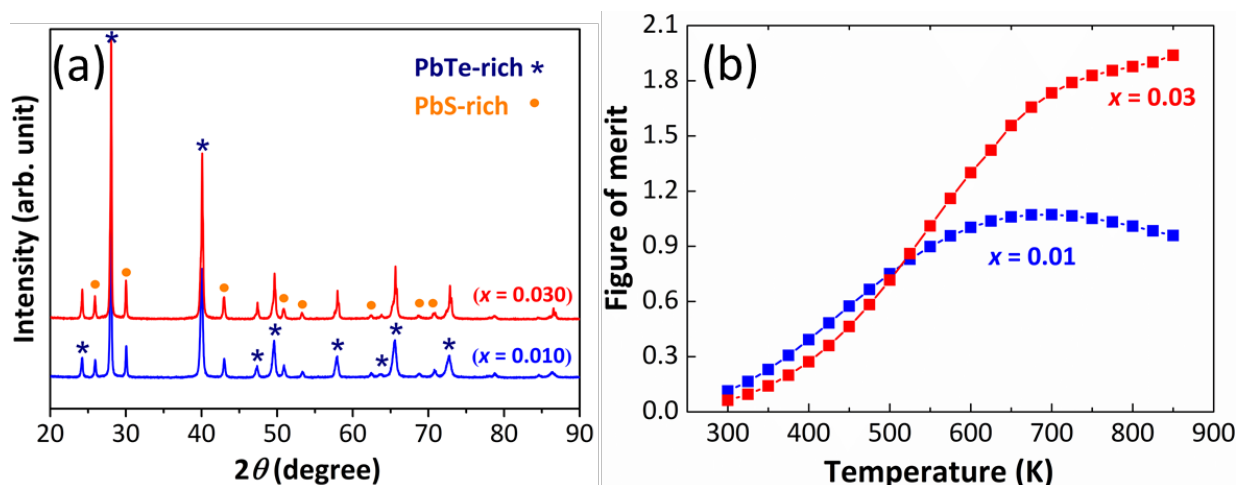 (a)
PbTe-rich *
PbS-rich •
(x = 0.030)
(x = 0.010)
Intensity (arb. unit)
20 30 40 50 60 70 80 90
2θ (degree)
(b)
2.1
1.8
1.5
1.2
0.9
0.6
0.3
0.0
x = 0.03
x = 0.01
Figure of merit
300 400 500 600 700 800 900
Temperature (K)